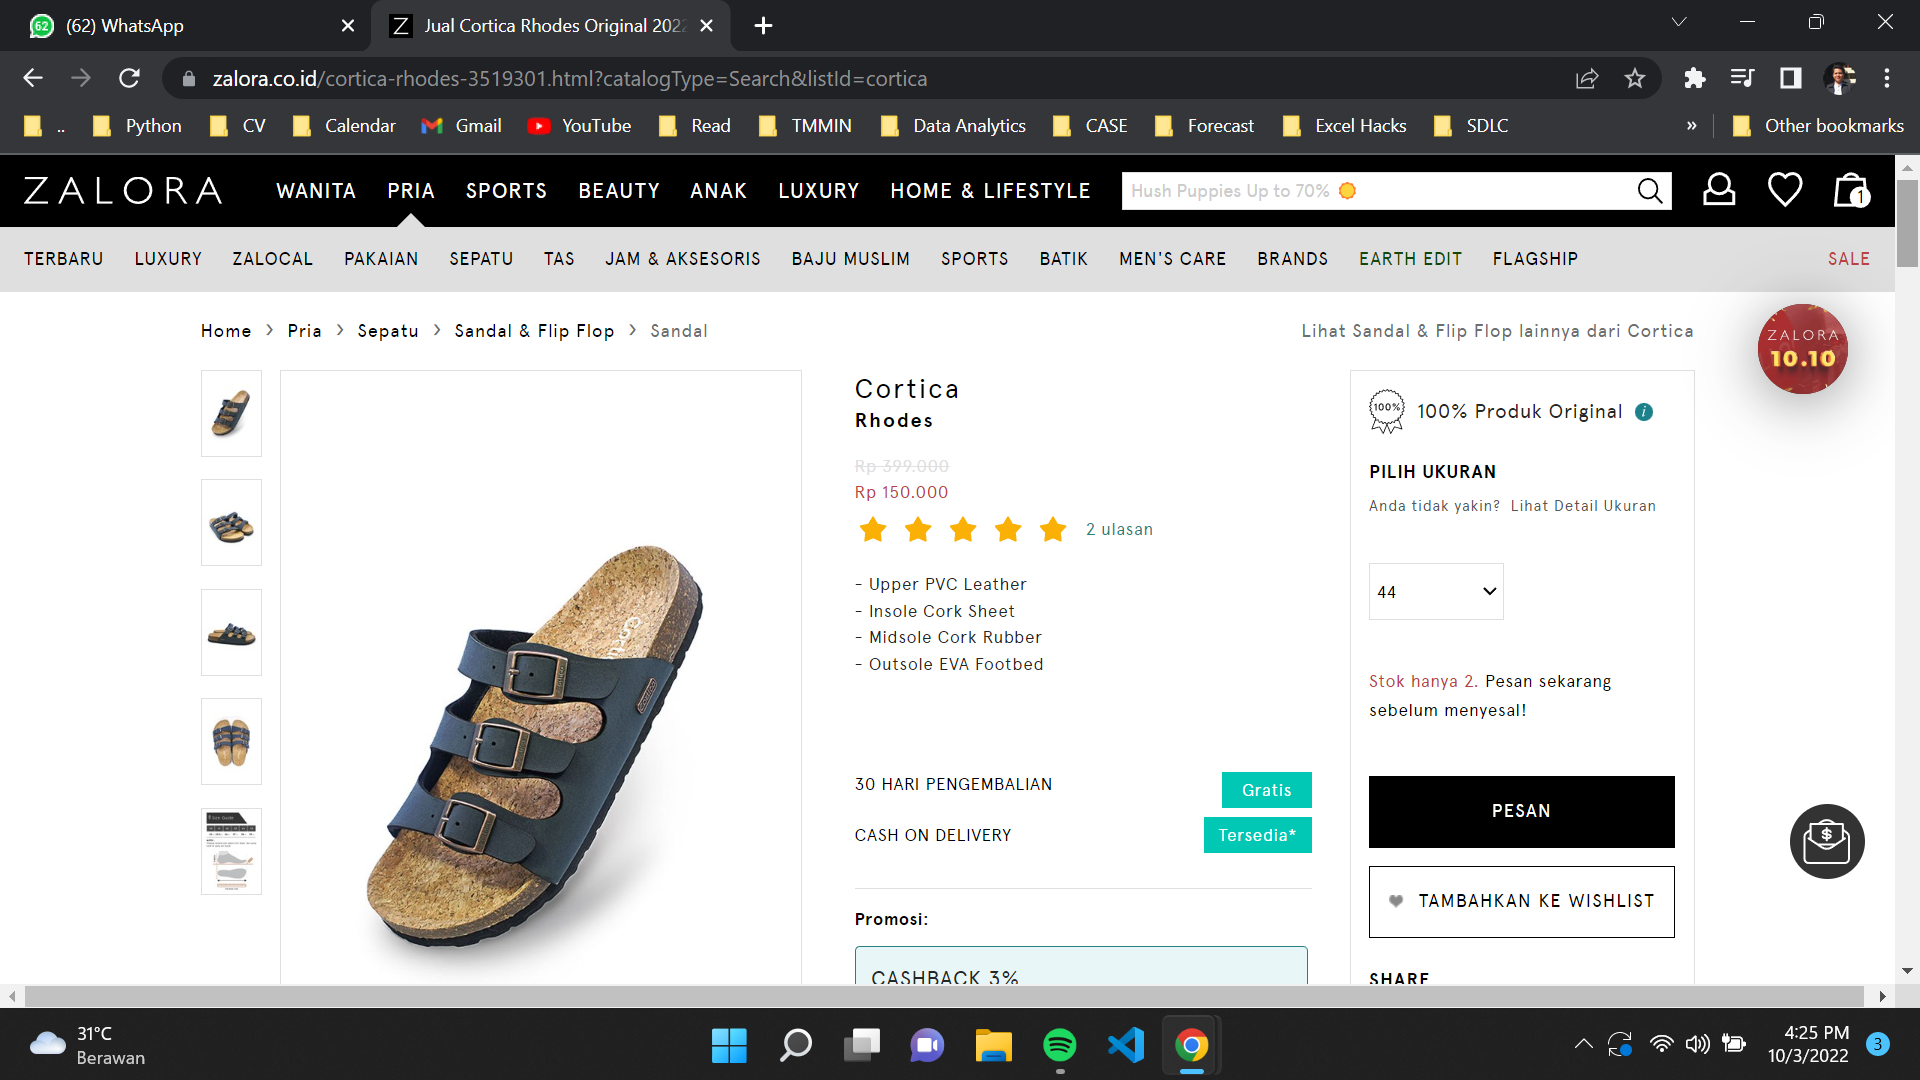 (62) WhatsApp
Jual Cortica Rhodes Original 2022
zalora.co.id/cortica-rhodes-3519301.html?catalogType=Search&listId=cortica
.. Python CV Calendar Gmail YouTube Read TMMIN Data Analytics CASE Forecast Excel Hacks SDLC » Other bookmarks
ZALORA WANITA PRIA SPORTS BEAUTY ANAK LUXURY HOME & LIFESTYLE Hush Puppies Up to 70% 1
TERBARU LUXURY ZALOCAL PAKAIAN SEPATU TAS JAM & AKSESORIS BAJU MUSLIM SPORTS BATIK MEN'S CARE BRANDS EARTH EDIT FLAGSHIP SALE
Home > Pria > Sepatu > Sandal & Flip Flop > Sandal
Lihat Sandal & Flip Flop lainnya dari Cortica
ZALORA
10.10
Cortica
Rhodes
Rp 399.000
Rp 150.000
2 ulasan
- Upper PVC Leather
- Insole Cork Sheet
- Midsole Cork Rubber
- Outsole EVA Footbed
30 HARI PENGEMBALIAN Gratis
CASH ON DELIVERY Tersedia*
Promosi:
CASHBACK 3%
100% 100% Produk Original i
PILIH UKURAN
Anda tidak yakin? Lihat Detail Ukuran
44
Stok hanya 2. Pesan sekarang
sebelum menyesal!
PESAN
TAMBAHKAN KE WISHLIST
SHARE
31°C
Berawan
4:25 PM
10/3/2022
3